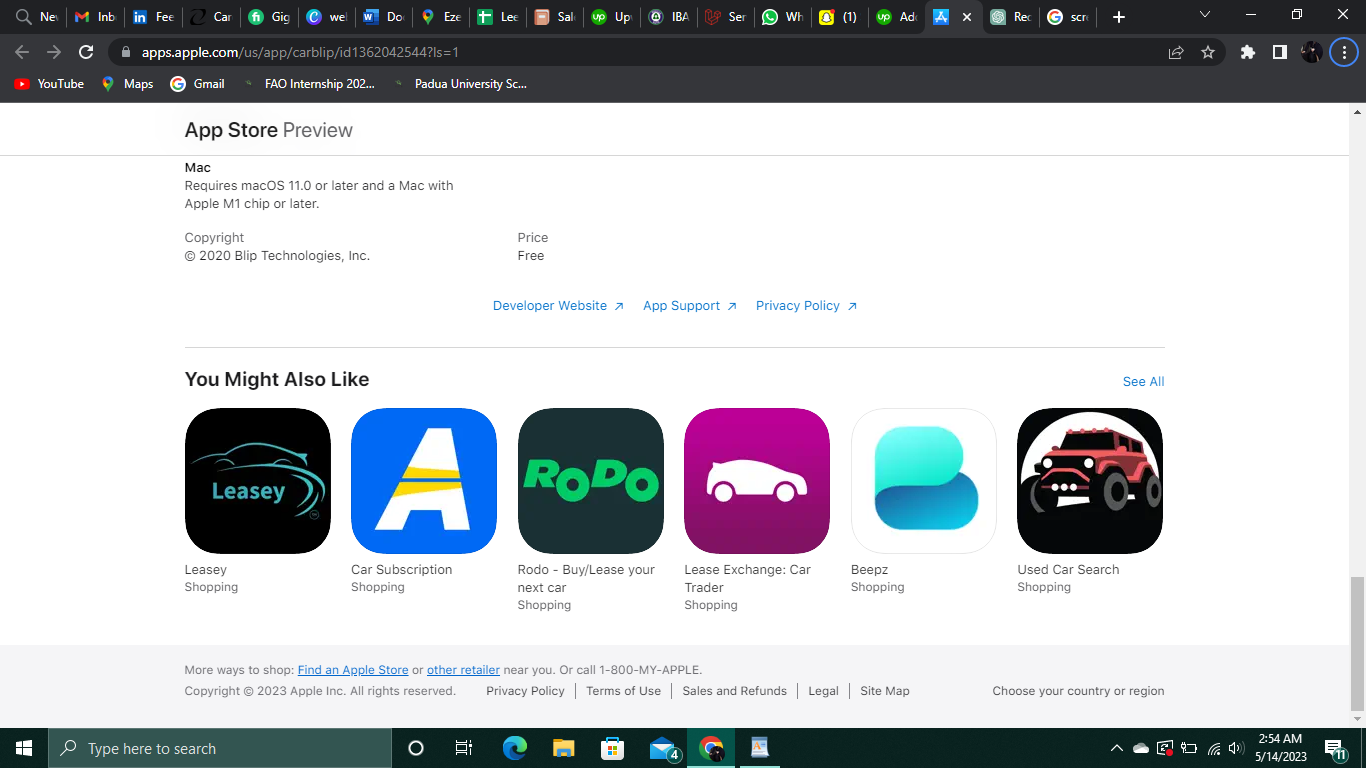 Nev
Inb
Fee
Car
Gig
wel
Do
Eze
Lee
Sal
Up
IBA
Ser
Wh
(1)
Ado
Rec
scr
apps.apple.com/us/app/carblip/id1362042544?ls=1
YouTube
Maps
Gmail
FAO Internship 202...
Padua University Sc...
App Store Preview
Mac
Requires macOS 11.0 or later and a Mac with
Apple M1 chip or later.
Copyright
© 2020 Blip Technologies, Inc.
Price
Free
Developer Website ↗ App Support ↗ Privacy Policy ↗
You Might Also Like
See All
Leasey
RODO
Leasey
Shopping
Car Subscription
Shopping
Rodo - Buy/Lease your
next car
Shopping
Lease Exchange: Car
Trader
Shopping
Beepz
Shopping
Used Car Search
Shopping
More ways to shop: Find an Apple Store or other retailer near you. Or call 1-800-MY-APPLE.
Copyright © 2023 Apple Inc. All rights reserved. Privacy Policy | Terms of Use | Sales and Refunds | Legal | Site Map
Choose your country or region
Type here to search
4
2:54 AM
5/14/2023
11